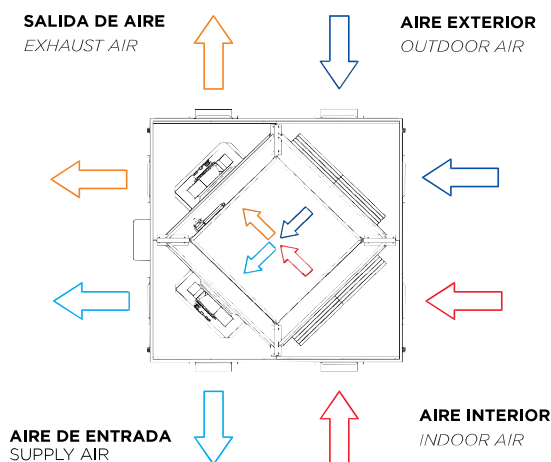 SALIDA DE AIRE
EXHAUST AIR
AIRE EXTERIOR
OUTDOOR AIR
AIRE DE ENTRADA
SUPPLY AIR
AIRE INTERIOR
INDOOR AIR